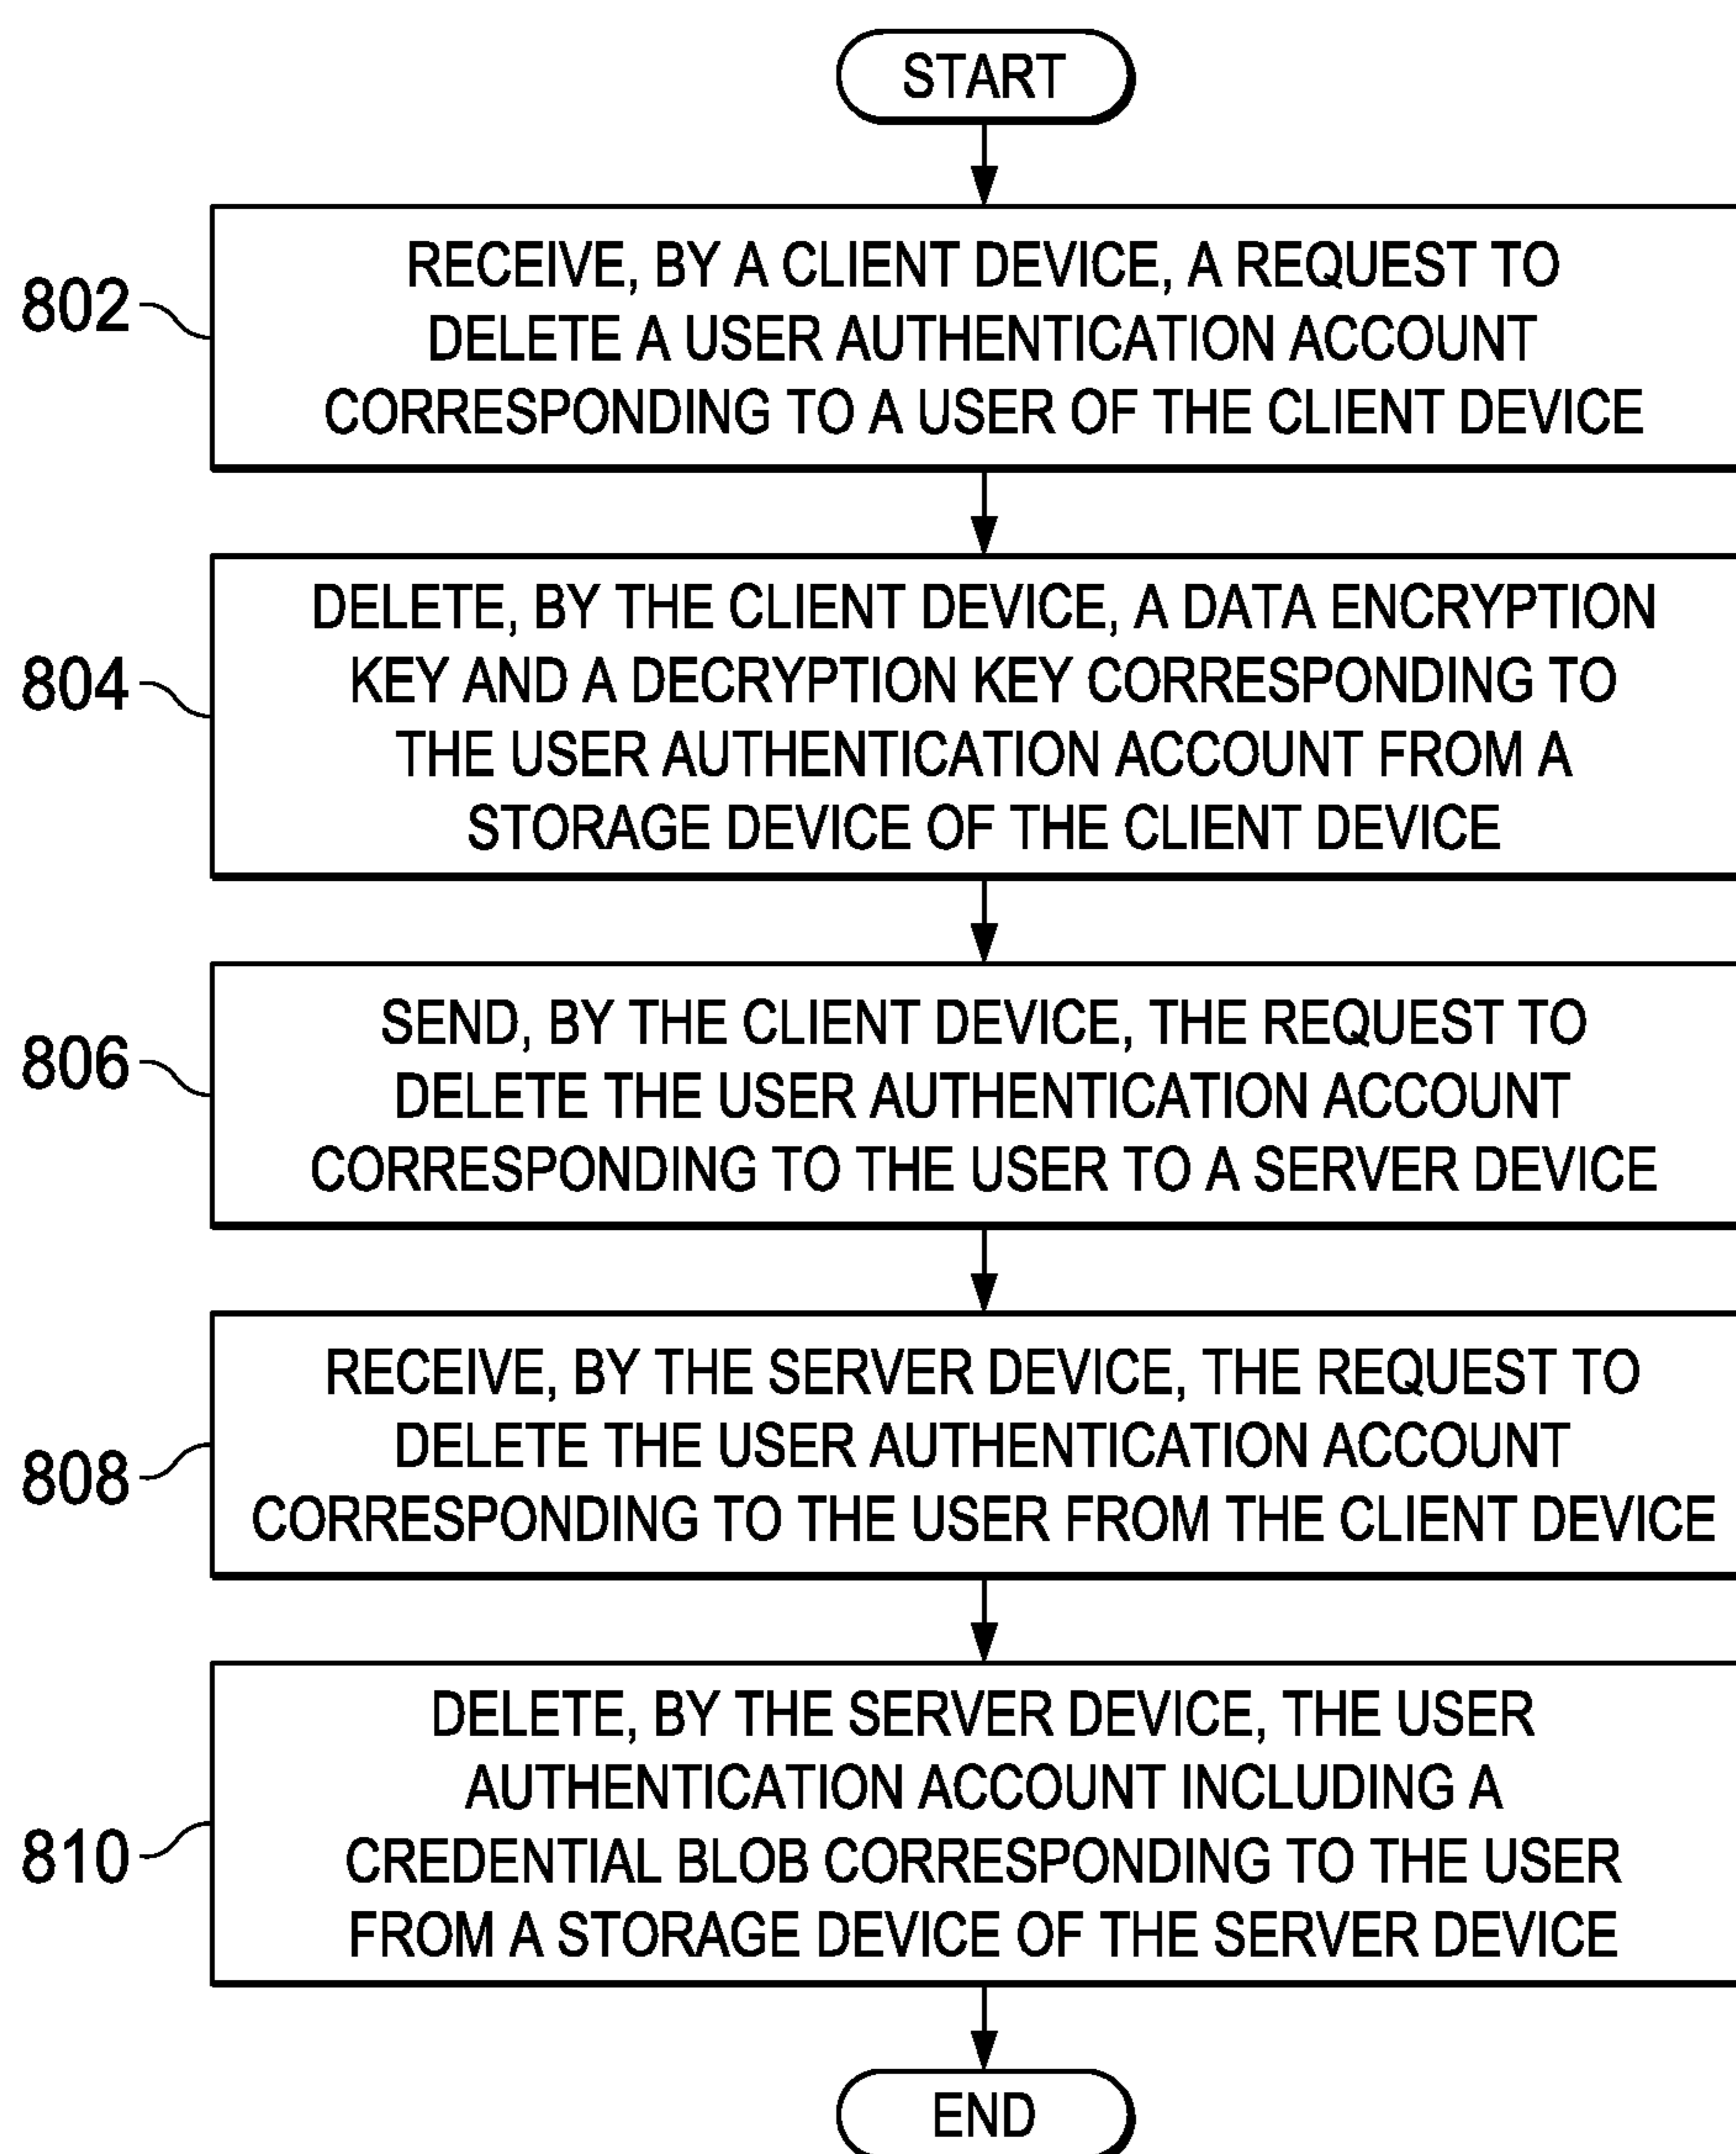 START
802
RECEIVE, BY A CLIENT DEVICE, A REQUEST TO
DELETE A USER AUTHENTICATION ACCOUNT
CORRESPONDING TO A USER OF THE CLIENT DEVICE
804
DELETE, BY THE CLIENT DEVICE, A DATA ENCRYPTION
KEY AND A DECRYPTION KEY CORRESPONDING TO
THE USER AUTHENTICATION ACCOUNT FROM A
STORAGE DEVICE OF THE CLIENT DEVICE
806
SEND, BY THE CLIENT DEVICE, THE REQUEST TO
DELETE THE USER AUTHENTICATION ACCOUNT
CORRESPONDING TO THE USER TO A SERVER DEVICE
808
RECEIVE, BY THE SERVER DEVICE, THE REQUEST TO
DELETE THE USER AUTHENTICATION ACCOUNT
CORRESPONDING TO THE USER FROM THE CLIENT DEVICE
810
DELETE, BY THE SERVER DEVICE, THE USER
AUTHENTICATION ACCOUNT INCLUDING A
CREDENTIAL BLOB CORRESPONDING TO THE USER
FROM A STORAGE DEVICE OF THE SERVER DEVICE
END